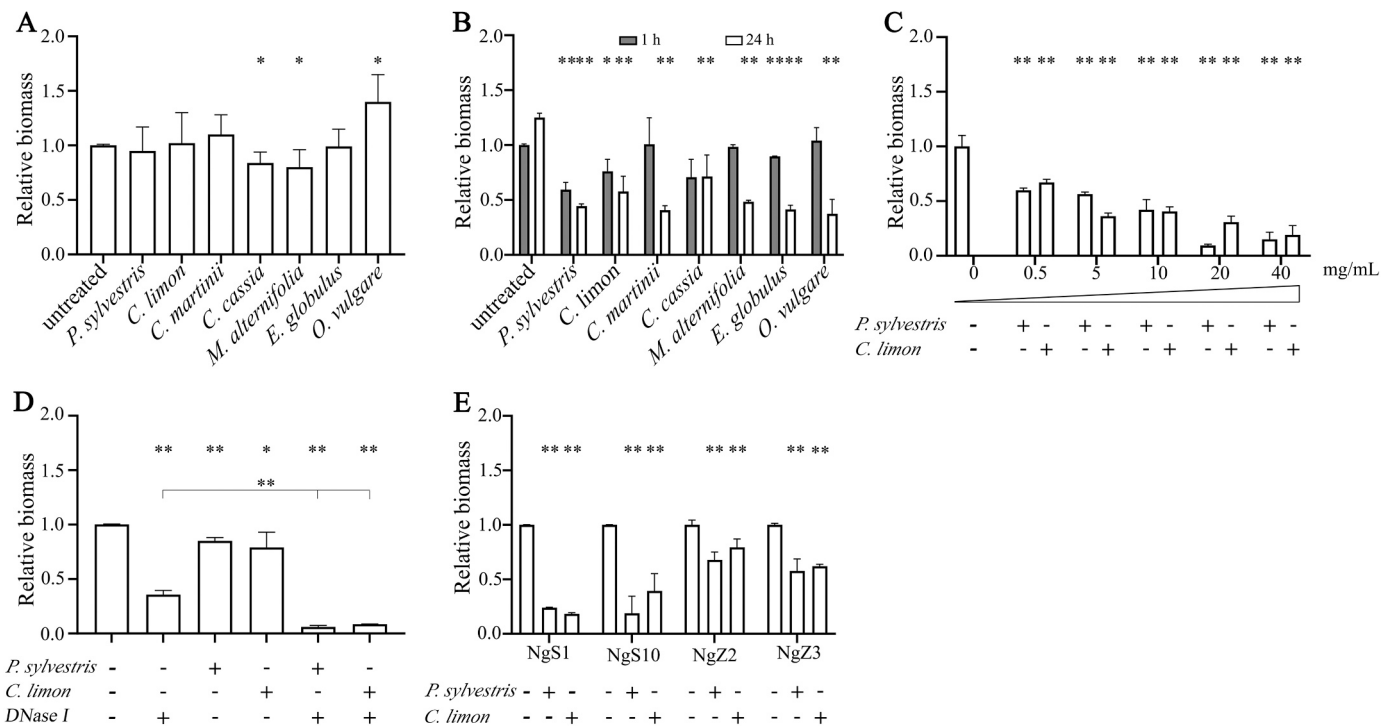 A
Relative biomass
2.0
1.5
1.0
0.5
0.0
* * *
untreated
P. sylvestris
C. limon
C. martinii
C. cassia
M. alternifolia
E. globulus
O. vulgare
B
Relative biomass
2.0
1.5
1.0
0.5
0.0
1 h 24 h
**** * ** ** ** ** **** **
untreated
P. sylvestris
C. limon
C. martinii
C. cassia
M. alternifolia
E. globulus
O. vulgare
C
Relative biomass
2.0
1.5
1.0
0.5
0.0
** ** ** ** ** ** ** ** ** **
0 0.5 5 10 20 40 mg/mL
P. sylvestris - + - + - + - + - + -
C. limon - - + - + - + - + - +
D
Relative biomass
2.0
1.5
1.0
0.5
0.0
** ** * ** **
**
P. sylvestris - - + - + -
C. limon - - - + - +
DNase I - + - - + +
E
Relative biomass
2.0
1.5
1.0
0.5
0.0
** ** ** ** ** ** ** **
NgS1 NgS10 NgZ2 NgZ3
P. sylvestris - + - - + - - + - - + -
C. limon - - + - - + - - + - - +